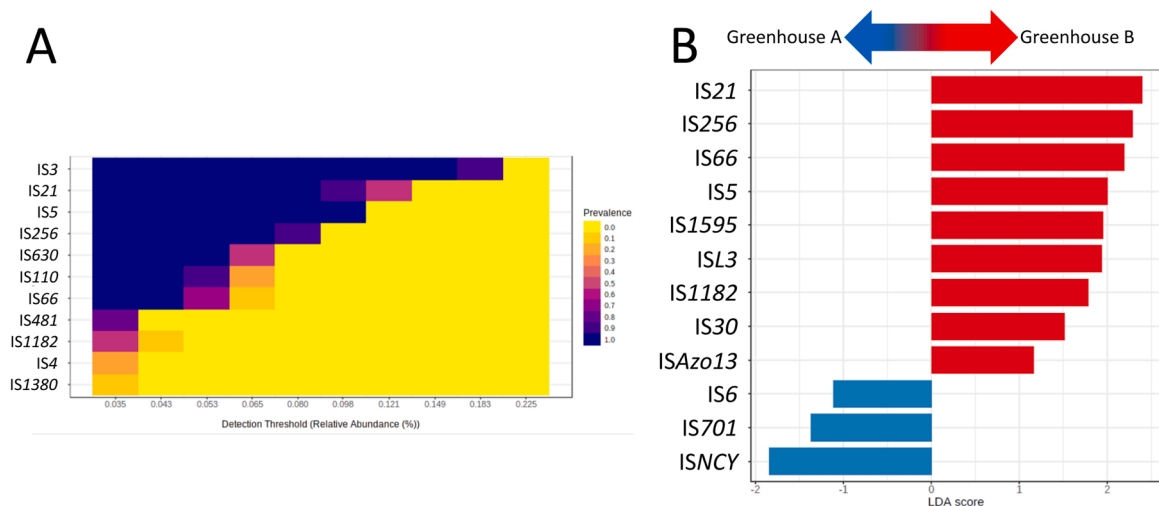 A
IS3
IS21
IS5
IS256
IS630
IS110
IS66
IS481
IS1182
IS4
IS1380
0.035 0.043 0.053 0.065 0.080 0.098 0.121 0.149 0.183 0.225
Detection Threshold (Relative Abundance (%))
Prevalence
0.0
0.1
0.2
0.3
0.4
0.5
0.6
0.7
0.8
0.9
1.0
B
Greenhouse A Greenhouse B
IS21
IS256
IS66
IS5
IS1595
ISL3
IS1182
IS30
ISAzo13
IS6
IS701
ISNCY
-2 -1 0 1 2
LDA score